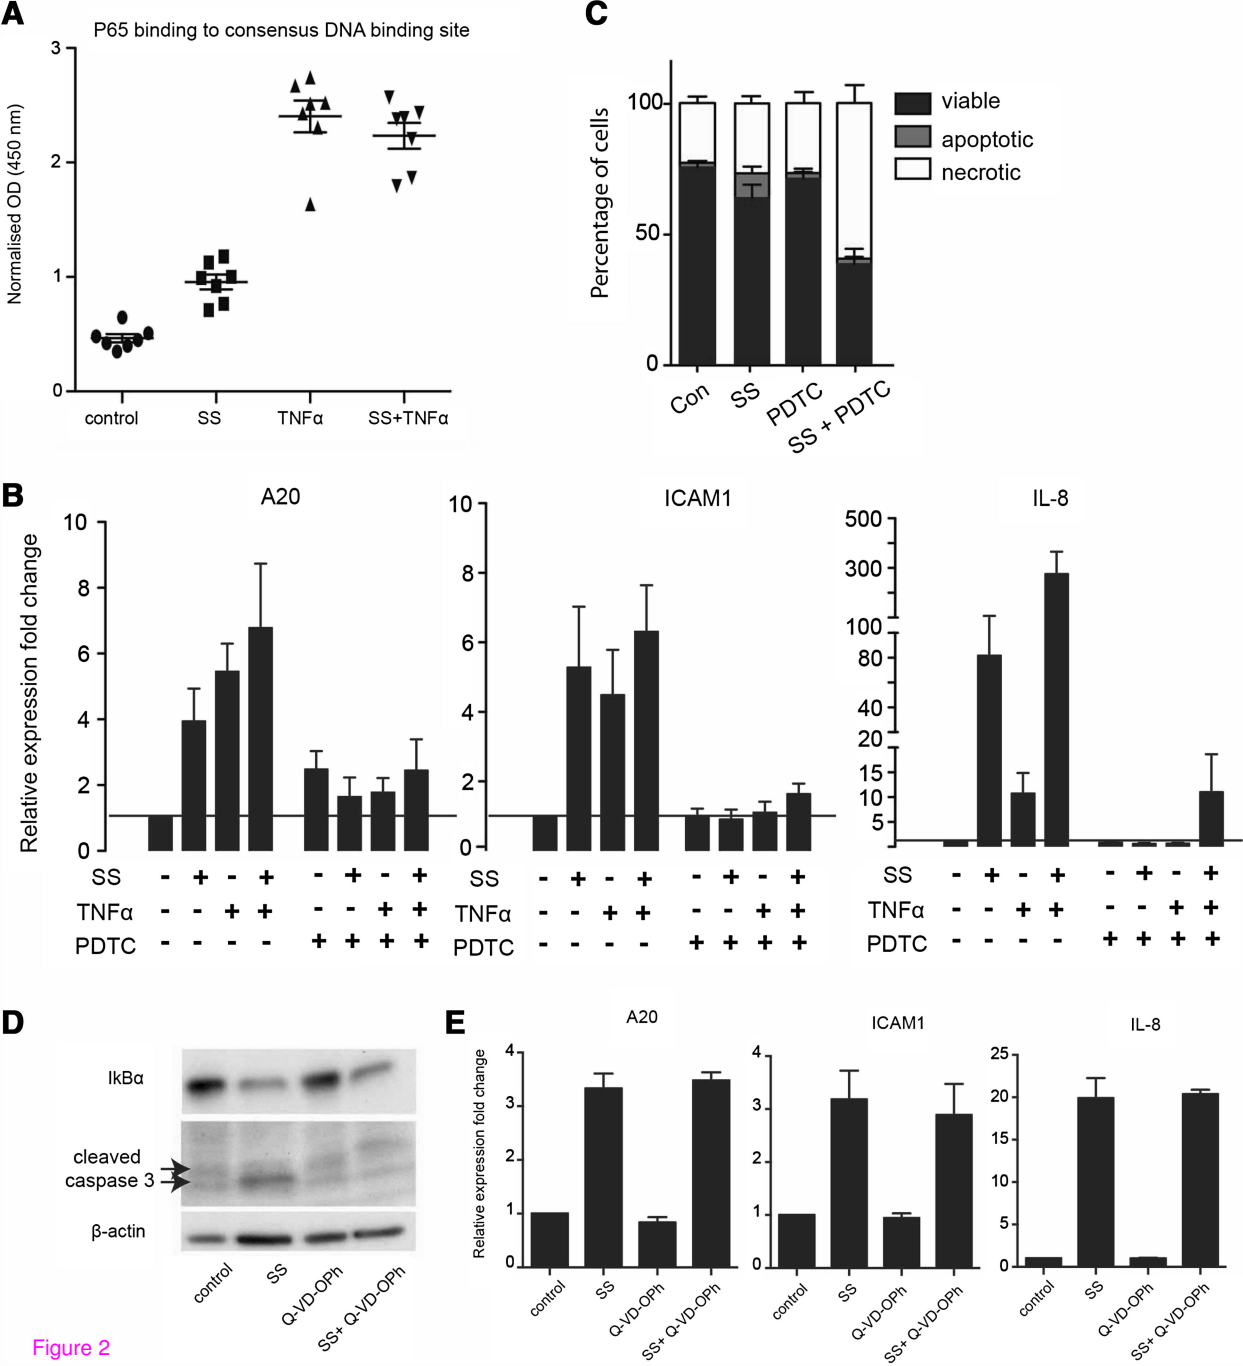 A
P65 binding to consensus DNA binding site
Normalised OD (450 nm)
3
2
1
0
control SS TNFα SS+TNFα
C
Percentage of cells
100
50
0
Con SS PDTC SS + PDTC
viable
apoptotic
necrotic
B
Relative expression fold change
A20
10
8
6
4
2
0
SS - + - + - + - +
TNFα - - + + - - + +
PDTC - - - - + + + +
ICAM1
10
8
6
4
2
0
SS - + - + - + - +
TNFα - - + + - - + +
PDTC - - - - + + + +
IL-8
500
300
100
80
40
20
15
10
5
SS - + - + - + - +
TNFα - - + + - - + +
PDTC - - - - + + + +
D
IkBα
cleaved
caspase 3
β-actin
control SS Q-VD-OPh SS+ Q-VD-OPh
E
Relative expression fold change
A20
4
3
2
1
0
control SS Q-VD-OPh SS+ Q-VD-OPh
ICAM1
4
3
2
1
0
control SS Q-VD-OPh SS+ Q-VD-OPh
IL-8
25
20
15
10
5
0
control SS Q-VD-OPh SS+ Q-VD-OPh
Figure 2